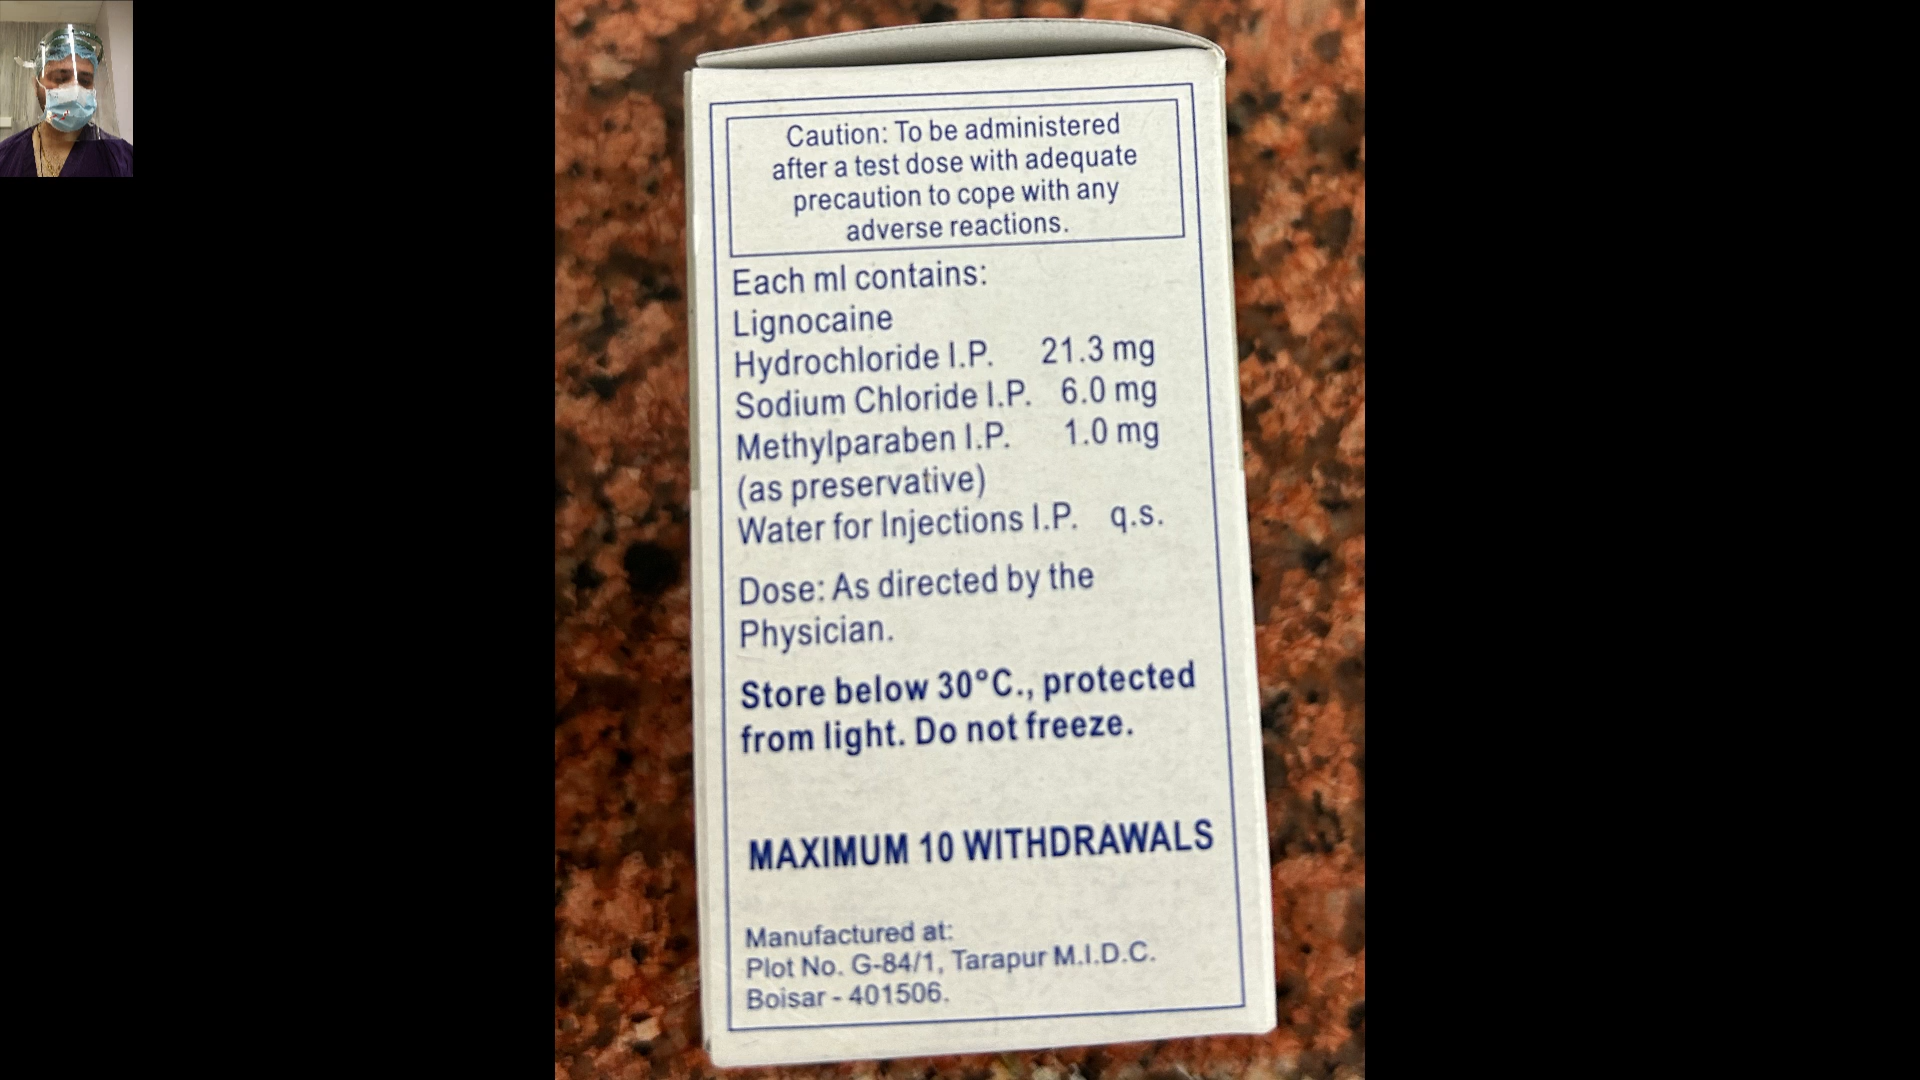 Caution: To be administered
after a test dose with adequate
precaution to cope with any
adverse reactions.
Each ml contains:
Lignocaine
Hydrochloride I.P. 21.3 mg
Sodium Chloride I.P. 6.0 mg
Methylparaben I.P. 1.0 mg
(as preservative)
Water for Injections I.P. q.s.
Dose: As directed by the
Physician.
Store below 30°C., protected
from light. Do not freeze.
MAXIMUM 10 WITHDRAWALS
Manufactured at:
Plot No. G-84/1, Tarapur M.I.D.C.
Boisar - 401506.